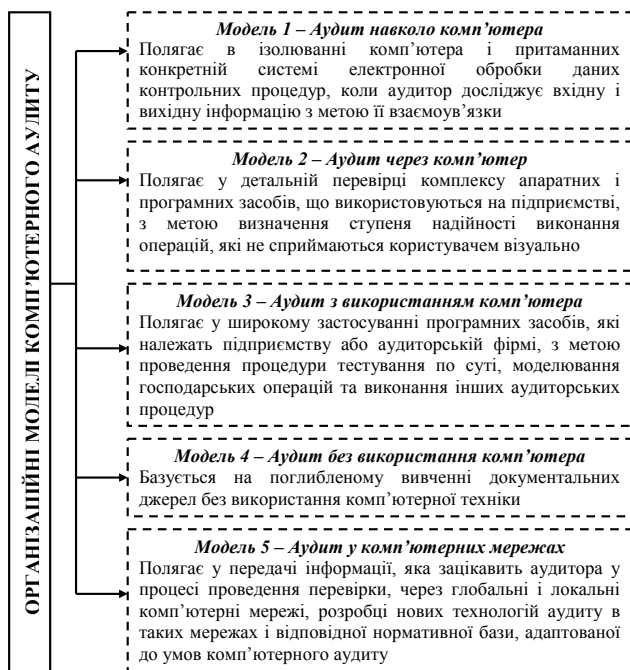 ОРГАНІЗАЦІЙНІ МОДЕЛІ КОМП’ЮТЕРНОГО АУДИТУ
Модель 1 – Аудит навколо комп’ютера
Полягає в ізолюванні комп’ютера і притаманних
конкретній системі електронної обробки даних
контрольних процедур, коли аудитор досліджує вхідну і
вихідну інформацію з метою її взаємоув’язки
Модель 2 – Аудит через комп’ютер
Полягає у детальній перевірці комплексу апаратних і
програмних засобів, що використовуються на підприємстві,
з метою визначення ступеня надійності виконання
операцій, які не сприймаються користувачем візуально
Модель 3 – Аудит з використанням комп’ютера
Полягає у широкому застосуванні програмних засобів, які
належать підприємству або аудиторській фірмі, з метою
проведення процедури тестування по суті, моделювання
господарських операцій та виконання інших аудиторських
процедур
Модель 4 – Аудит без використання комп’ютера
Базується на поглибленому вивченні документальних
джерел без використання комп’ютерної техніки
Модель 5 – Аудит у комп’ютерних мережах
Полягає у передачі інформації, яка зацікавить аудитора у
процесі проведення перевірки, через глобальні і локальні
комп’ютерні мережі, розробці нових технологій аудиту в
таких мережах і відповідної нормативної бази, адаптованої
до умов комп’ютерного аудиту